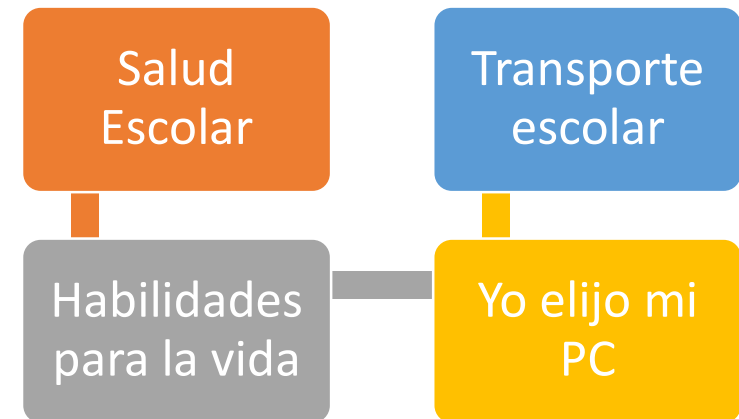 Salud
Escolar
Transporte
escolar
Habilidades
para la vida
Yo elijo mi
PC